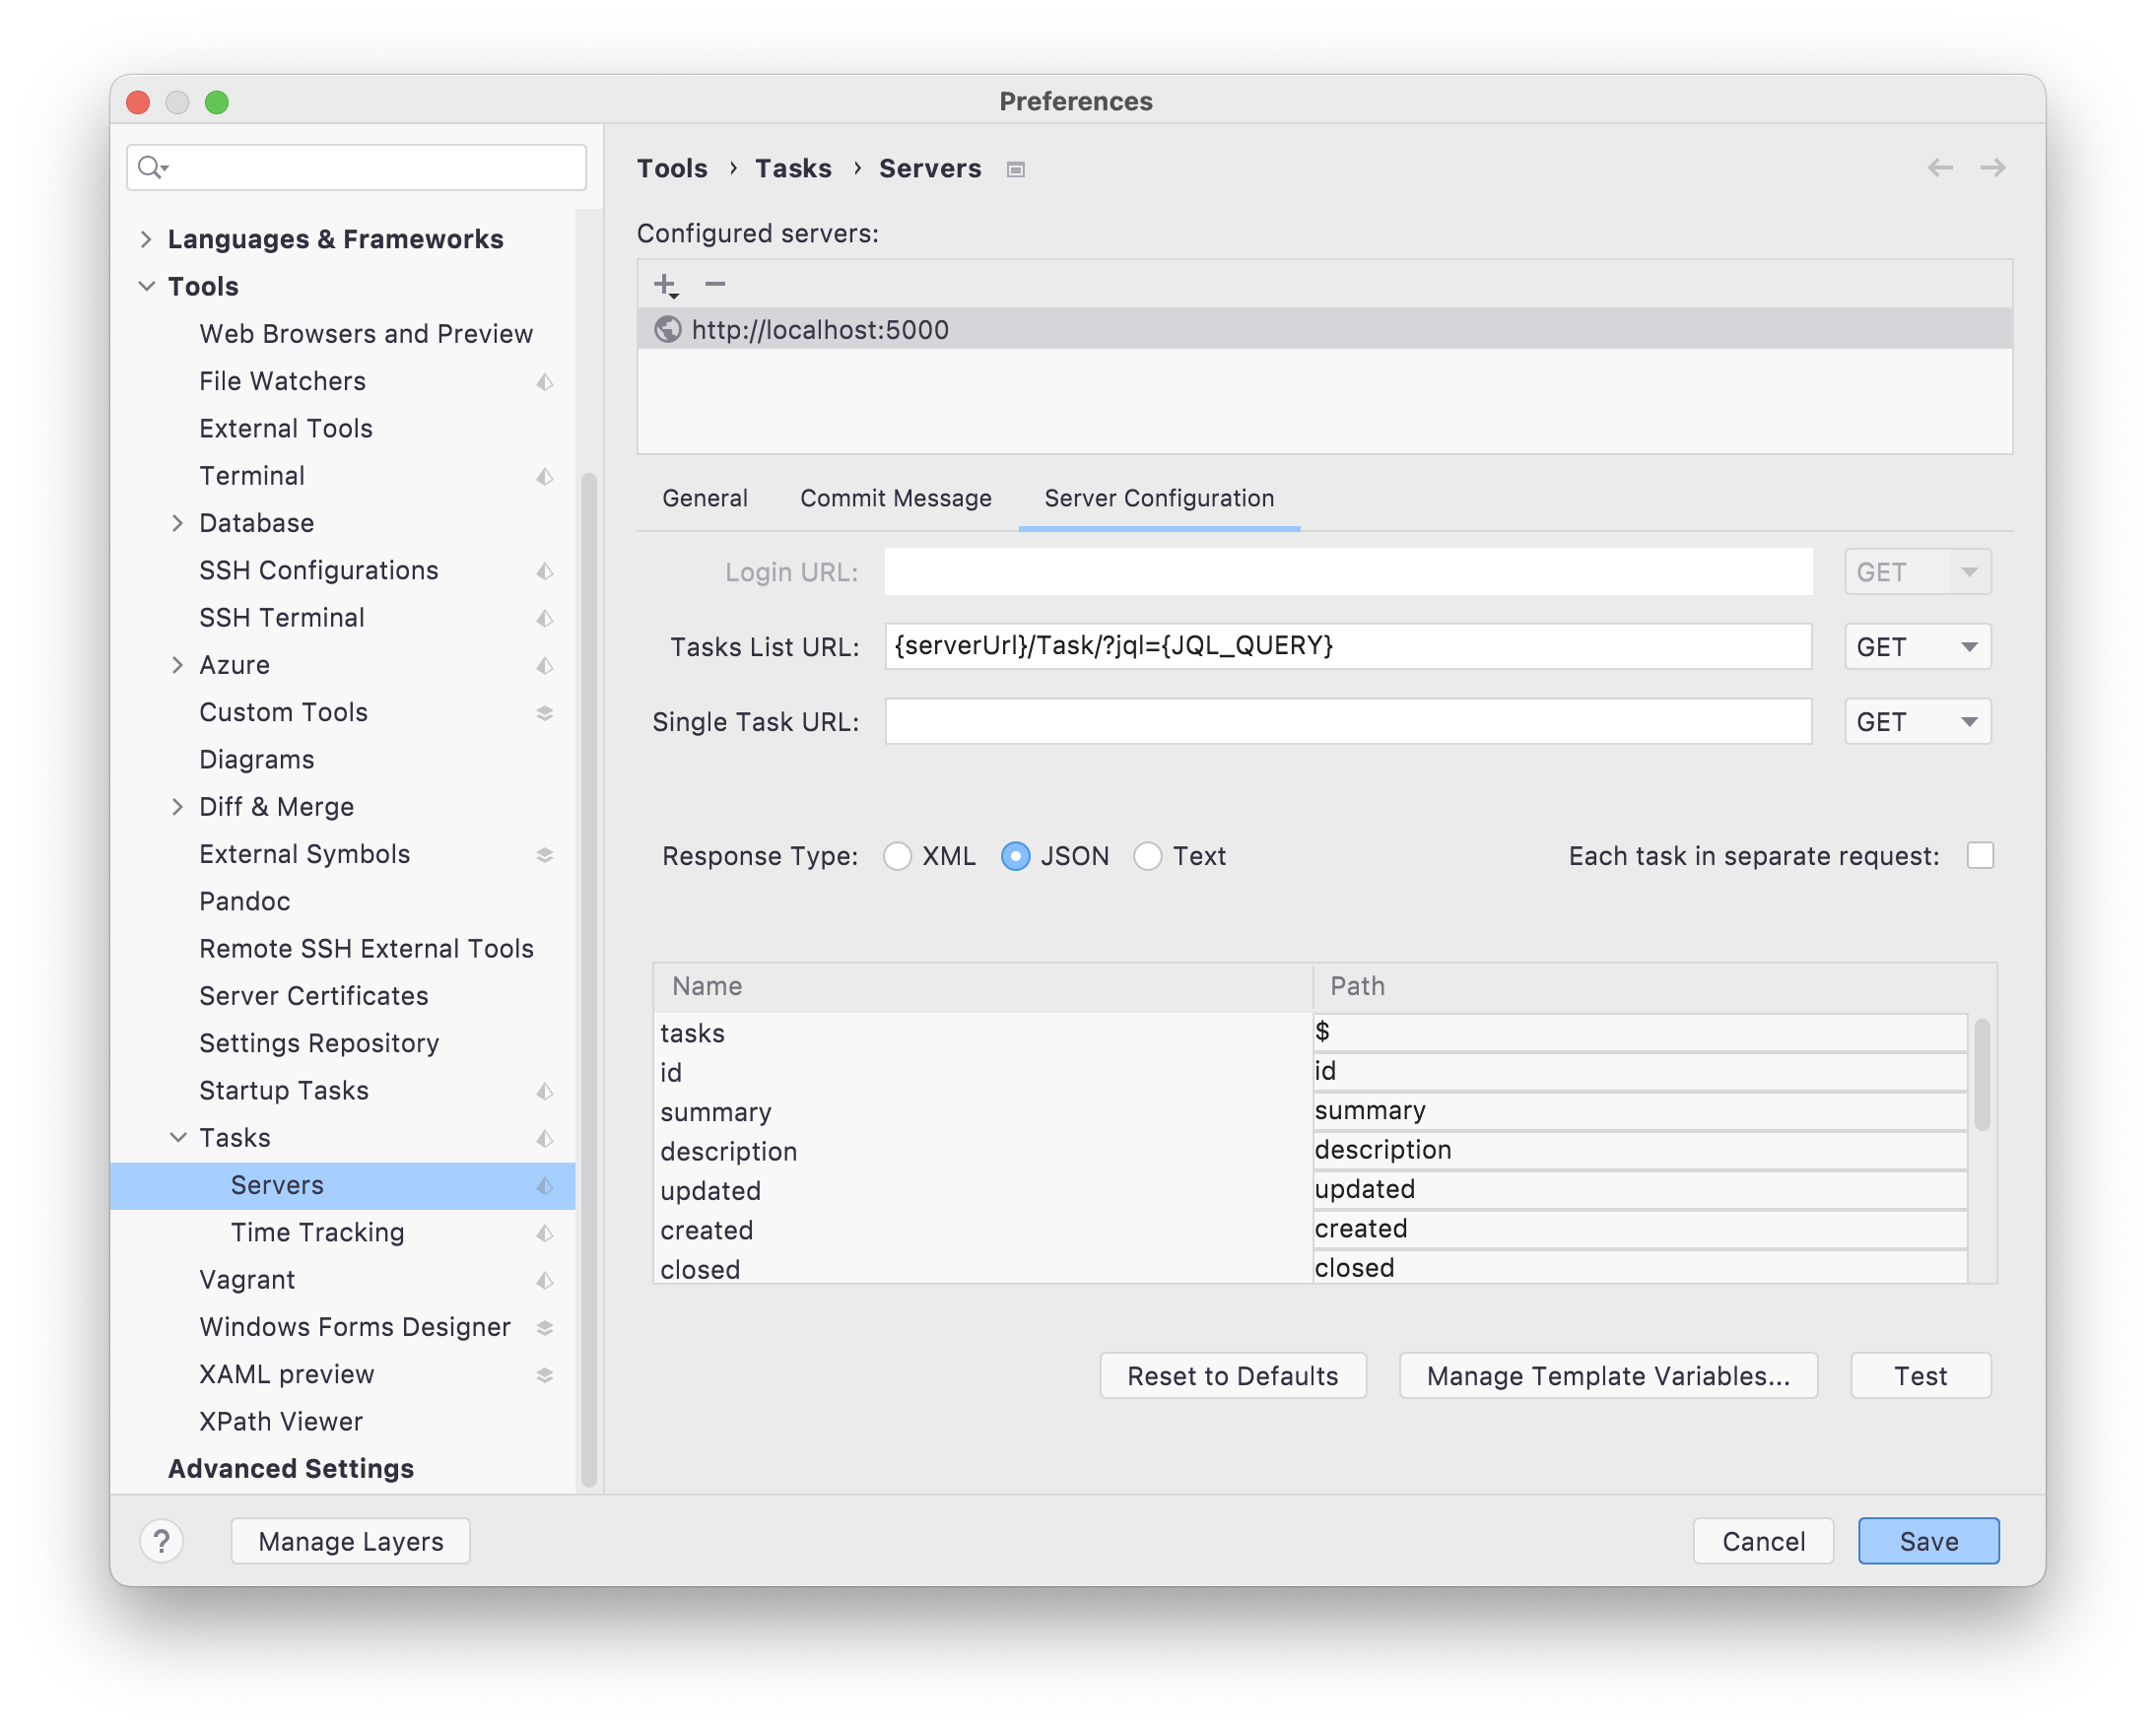 Preferences
Languages & Frameworks
Tools
Web Browsers and Preview
File Watchers
External Tools
Terminal
Database
SSH Configurations
SSH Terminal
Azure
Custom Tools
Diagrams
Diff & Merge
External Symbols
Pandoc
Remote SSH External Tools
Server Certificates
Settings Repository
Startup Tasks
Tasks
Servers
Time Tracking
Vagrant
Windows Forms Designer
XAML preview
XPath Viewer
Advanced Settings
Tools › Tasks › Servers
Configured servers:
http://localhost:5000
General Commit Message Server Configuration
Login URL: GET
Tasks List URL: {serverUrl}/Task/?jql={JQL_QUERY} GET
Single Task URL: GET
Response Type: XML JSON Text Each task in separate request:
Name Path
tasks $
id id
summary summary
description description
updated updated
created created
closed closed
Reset to Defaults Manage Template Variables... Test
? Manage Layers Cancel Save